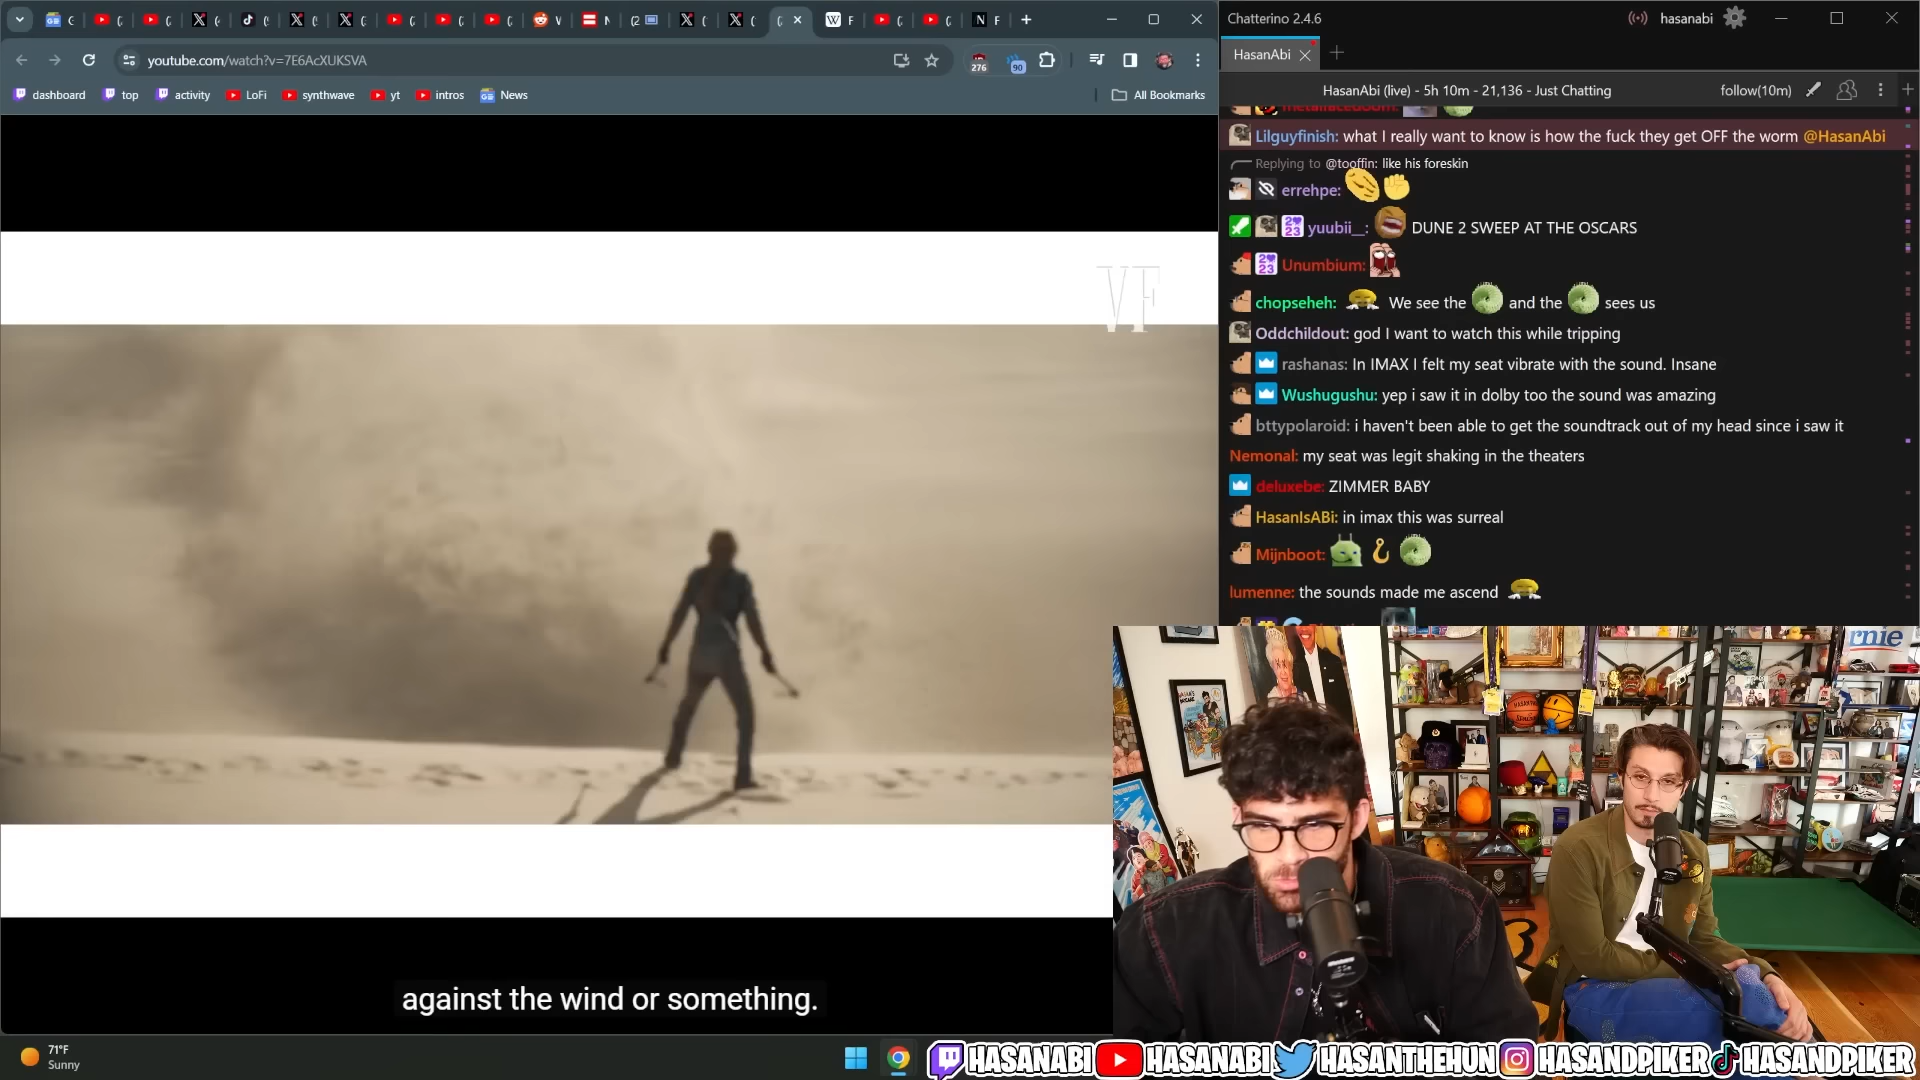 youtube.com/watch?v=7E6AcXUKSVA
276
90
dashboard
top
activity
LoFi
synthwave
yt
intros
News
All Bookmarks
VF
against the wind or something.
71°F
Sunny
Chatterino 2.4.6
hasanabi
HasanAbi
HasanAbi (live) - 5h 10m - 21,136 - Just Chatting
follow(10m)
Lilguyfinish: what I really want to know is how the fuck they get OFF the worm @HasanAbi
Replying to @tooffin: like his foreskin
errehpe:
yuubii__: DUNE 2 SWEEP AT THE OSCARS
Unumbium:
chopseheh: We see the and the sees us
Oddchildout: god I want to watch this while tripping
rashanas: In IMAX I felt my seat vibrate with the sound. Insane
Wushugushu: yep i saw it in dolby too the sound was amazing
bttypolaroid: i haven't been able to get the soundtrack out of my head since i saw it
Nemonal: my seat was legit shaking in the theaters
deluxebe: ZIMMER BABY
HasanIsABi: in imax this was surreal
Mijnboot:
lumenne: the sounds made me ascend
rnie
HASANABI HASANABI HASANTHEHUN HASANDPIKER HASANDPIKER